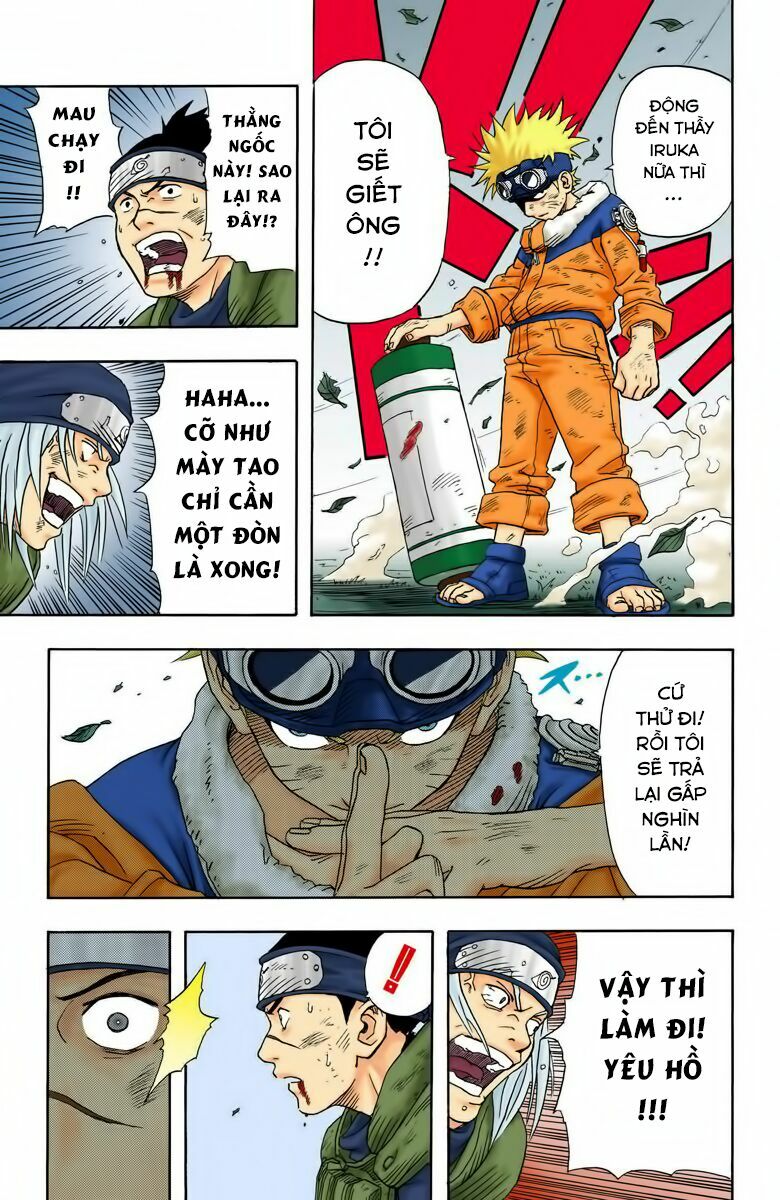 ĐỘNG
ĐẾN THẦY
IRUKA
NỮA THÌ
...
TÔI
SẼ
GIẾT
ÔNG
!!
THẰNG
NGỐC
NÀY! SAO
LẠI RA
ĐÂY!?
MAU
CHẠY
ĐI
!!
HAHA...
CỠ NHƯ
MÀY TAO
CHỈ CẦN
MỘT ĐÒN
LÀ XONG!
CỨ
THỬ ĐI!
RỒI TÔI
SẼ TRẢ
LẠI GẤP
NGHÌN
LẦN!
ス...
VẬY THÌ
LÀM ĐI!
YÊU HỒ
!!!
!